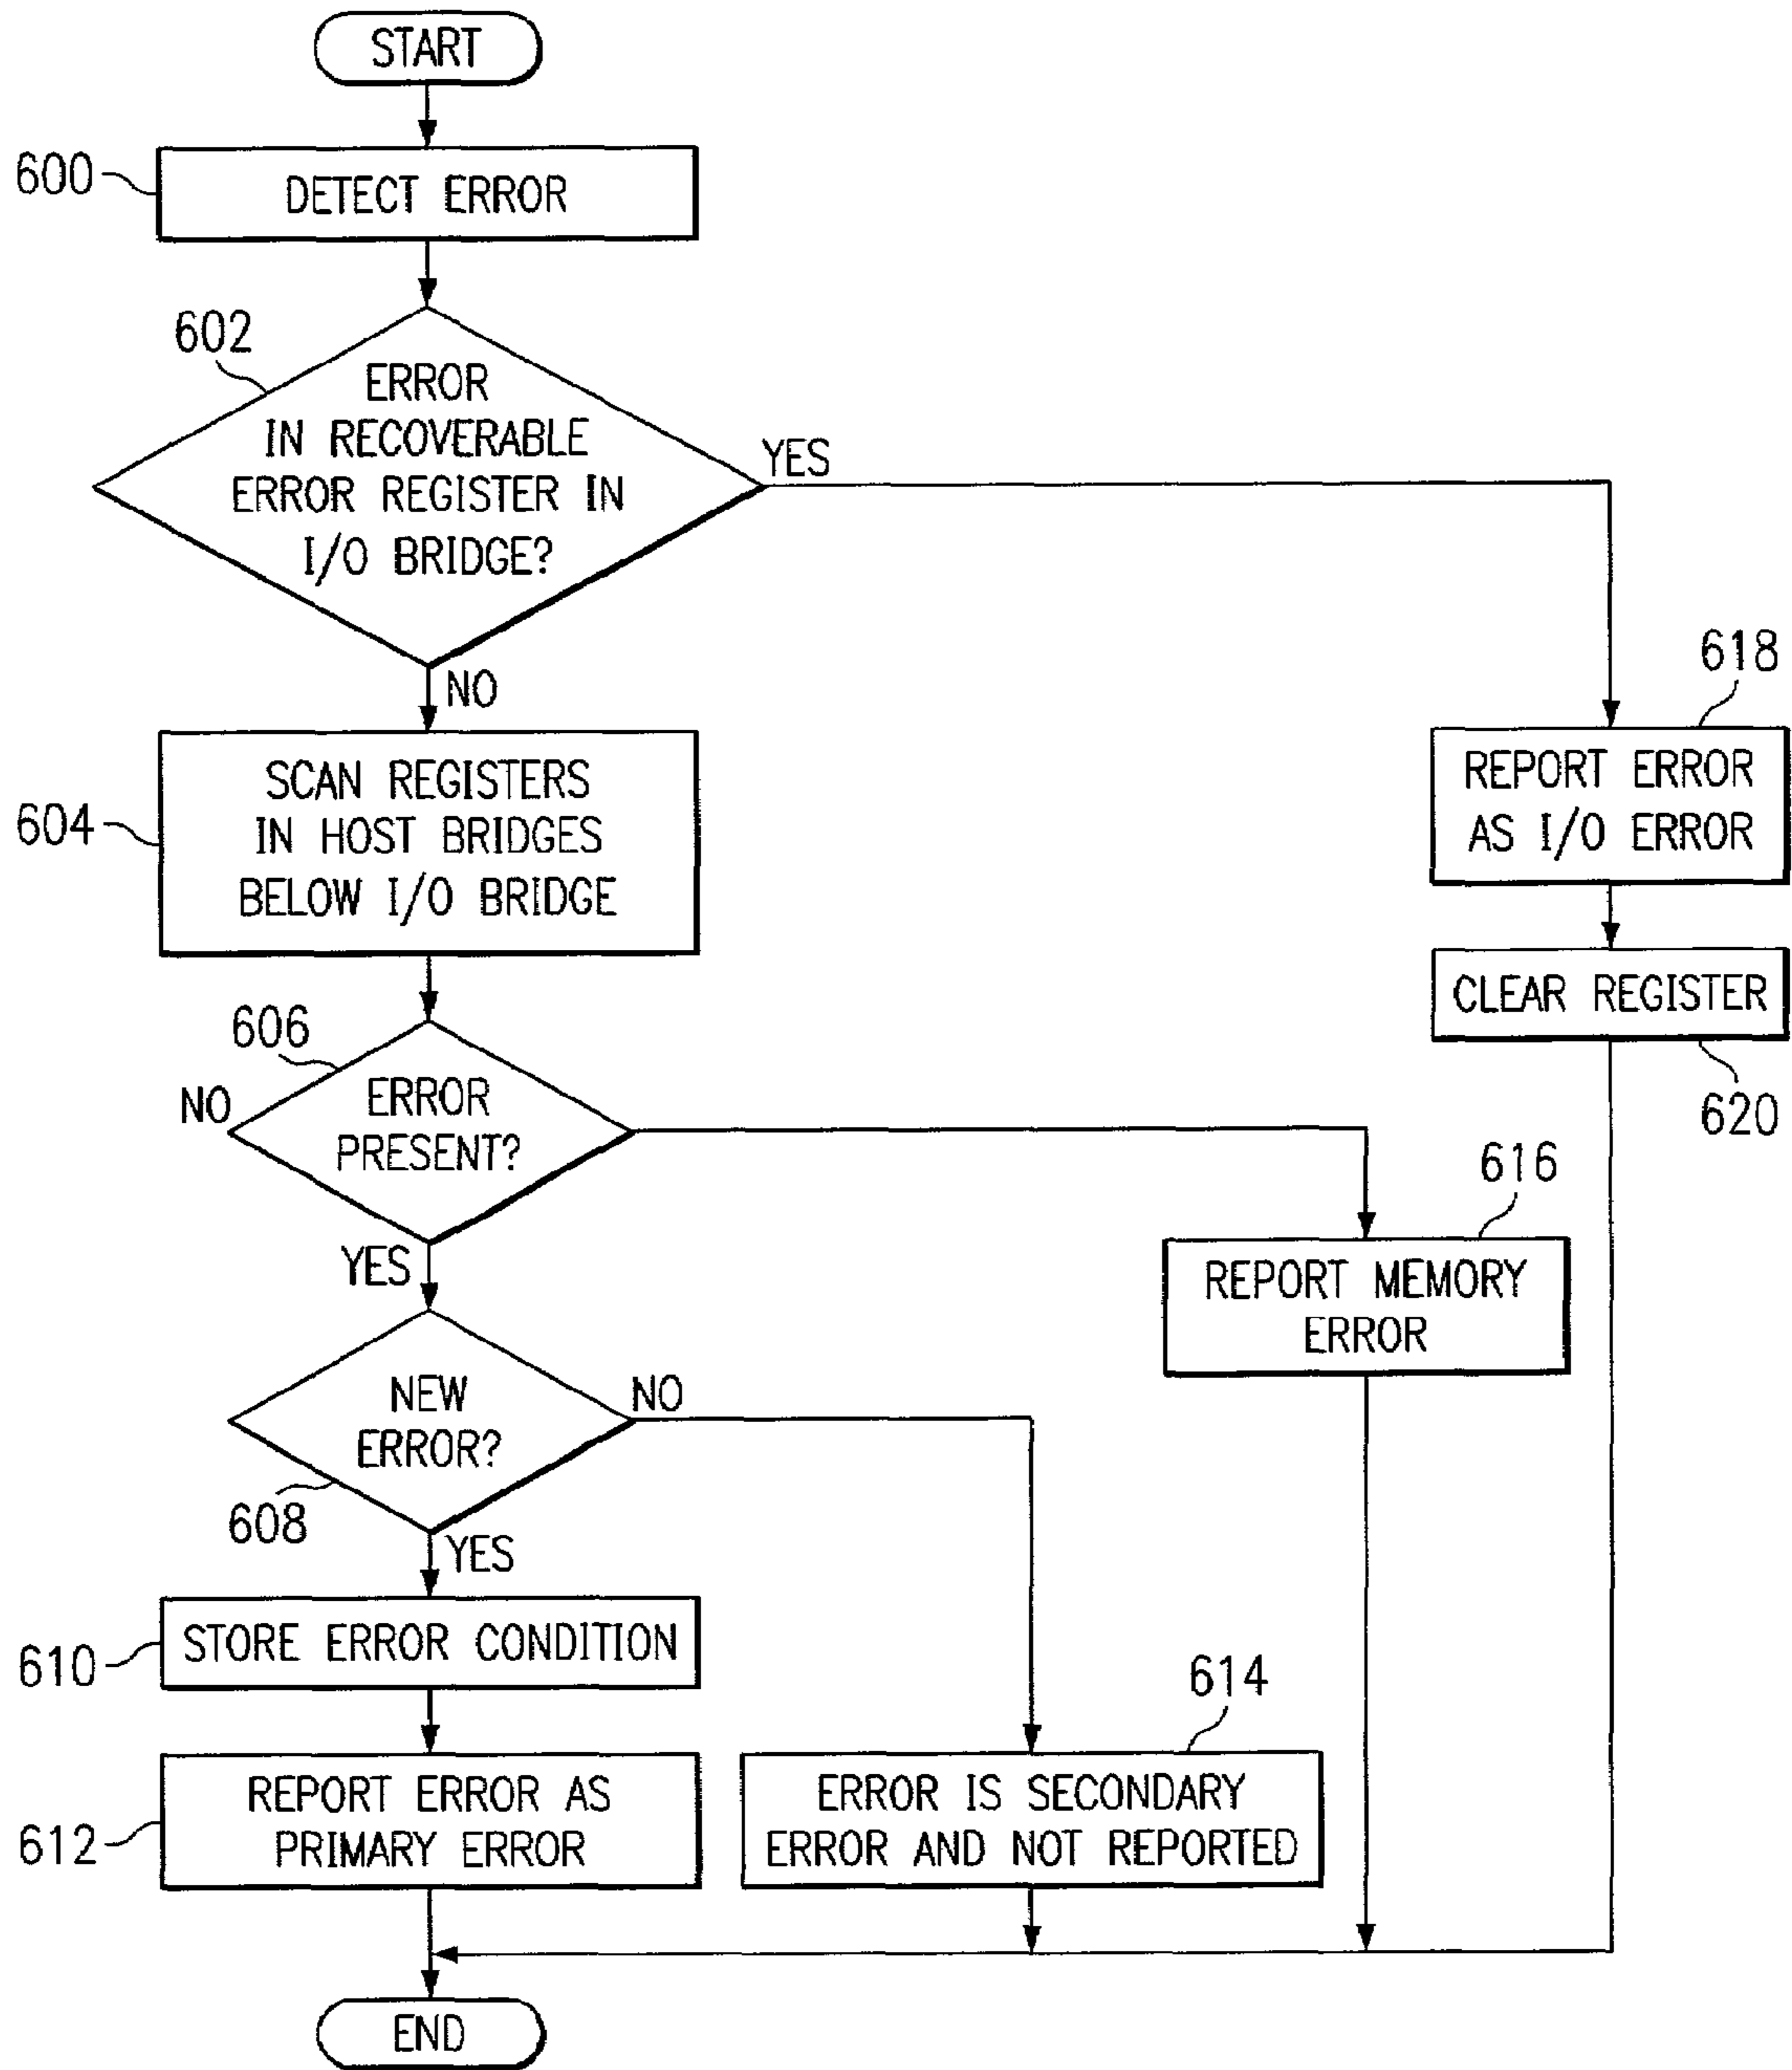 START
600
DETECT ERROR
602
ERROR
IN RECOVERABLE
ERROR REGISTER IN
I/O BRIDGE?
YES
NO
604
SCAN REGISTERS
IN HOST BRIDGES
BELOW I/O BRIDGE
618
REPORT ERROR
AS I/O ERROR
CLEAR REGISTER
620
606
NO
ERROR
PRESENT?
YES
616
REPORT MEMORY
ERROR
NEW
ERROR?
NO
608
YES
610
STORE ERROR CONDITION
614
612
REPORT ERROR AS
PRIMARY ERROR
ERROR IS SECONDARY
ERROR AND NOT REPORTED
END